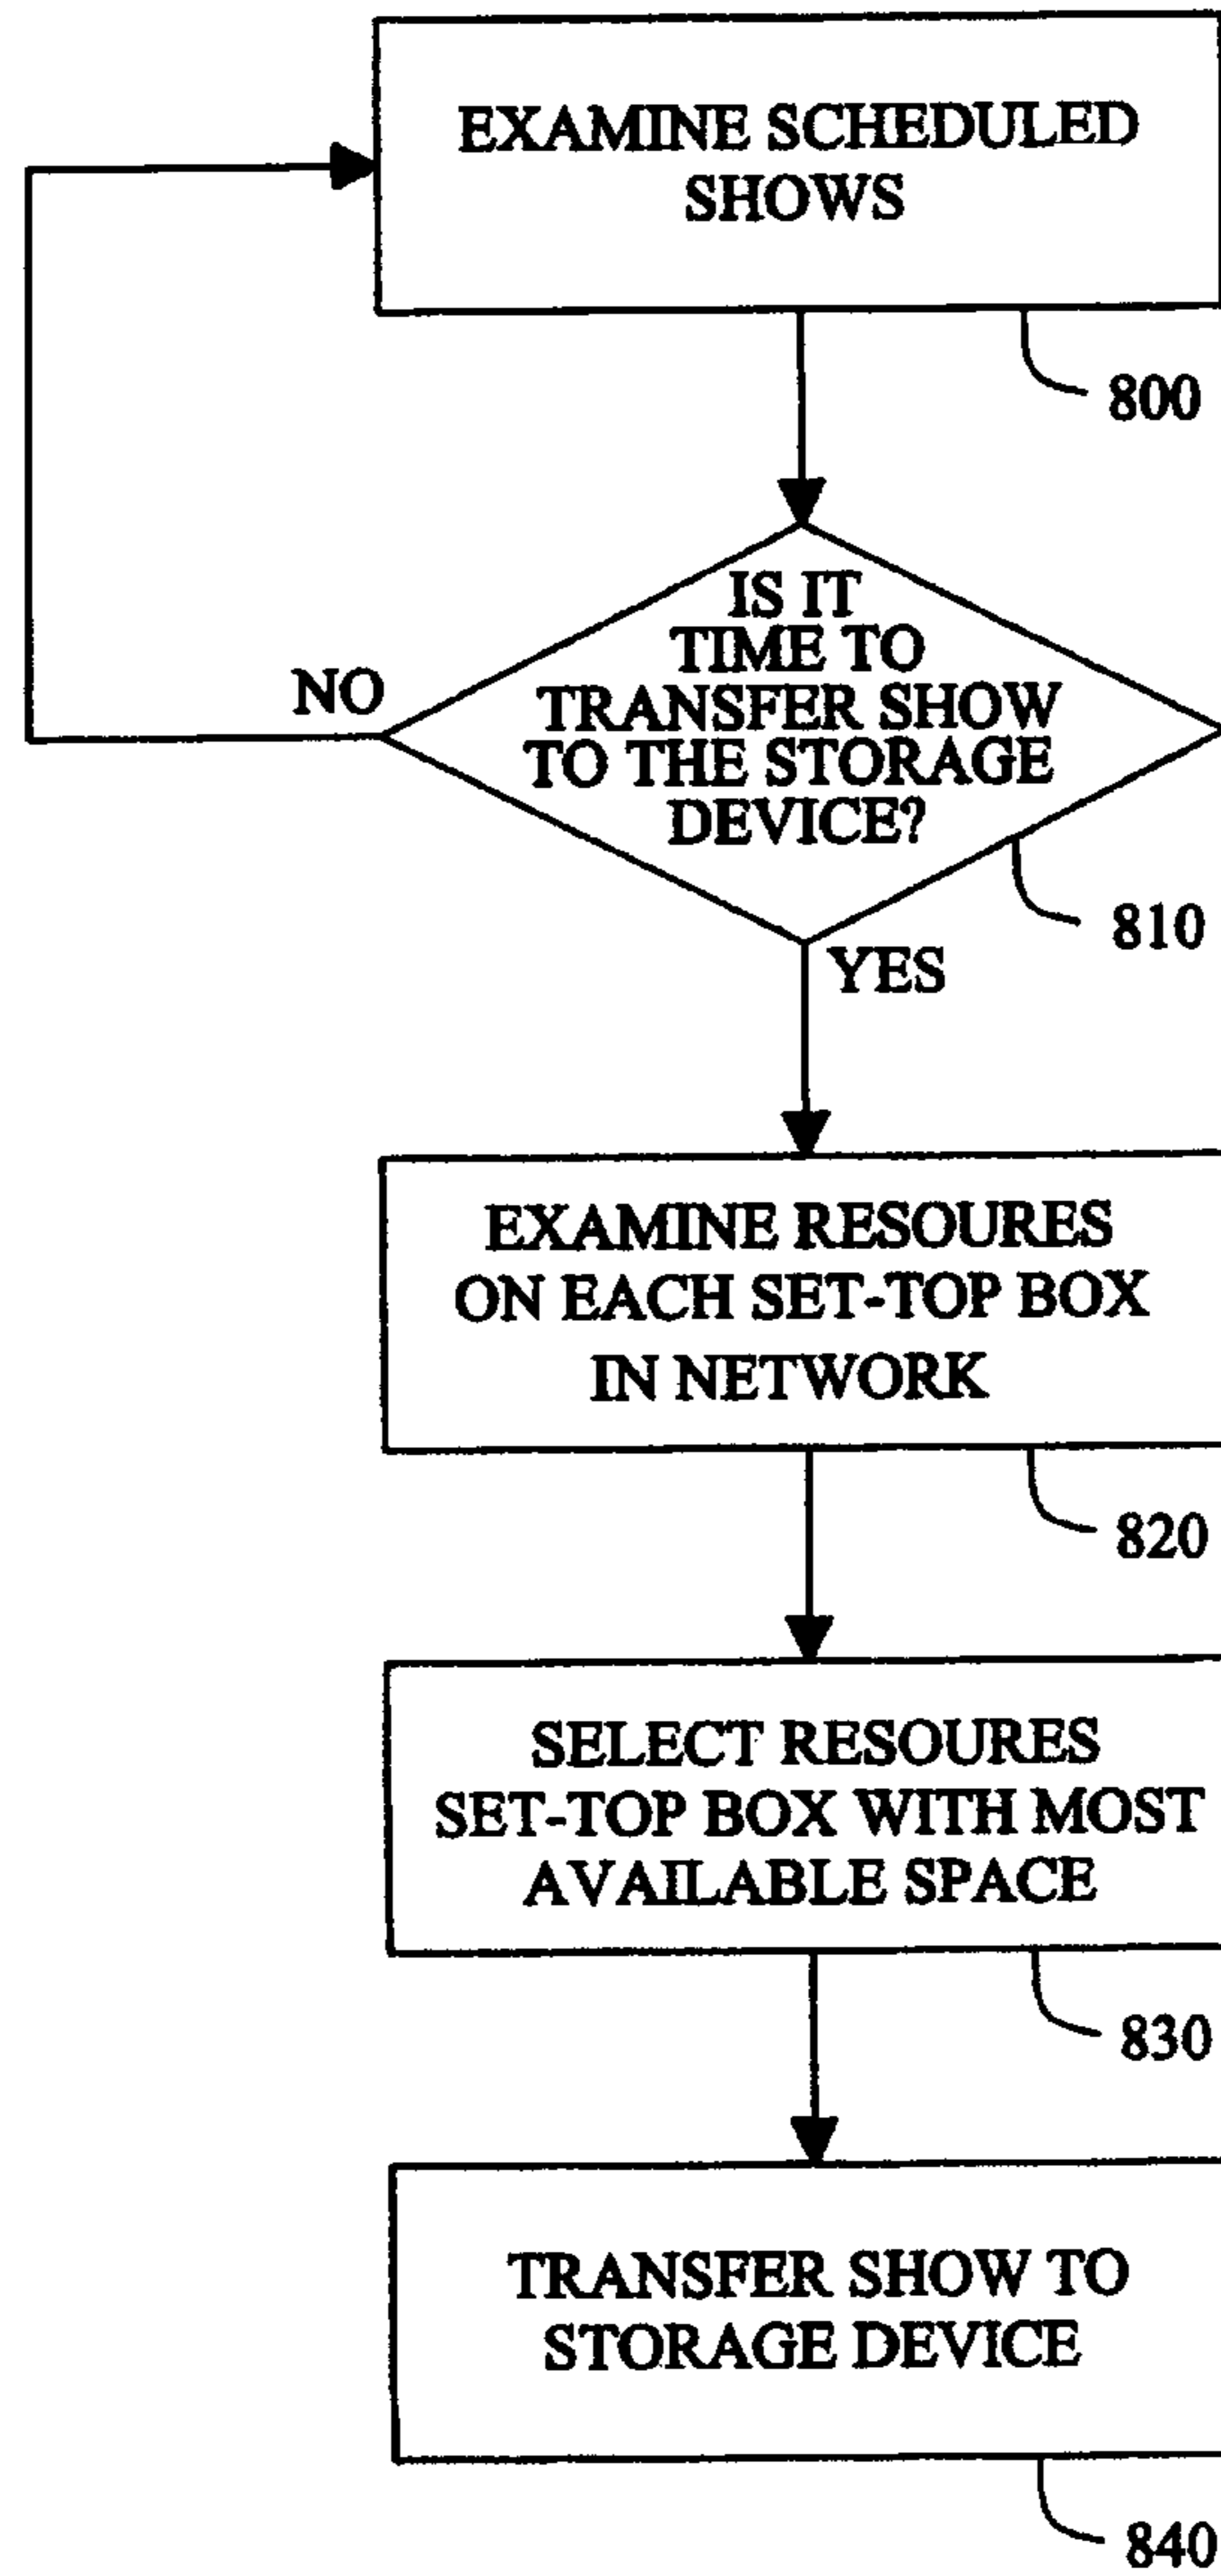 EXAMINE SCHEDULED
SHOWS
800
IS IT
TIME TO
TRANSFER SHOW
TO THE STORAGE
DEVICE?
NO
810
YES
EXAMINE RESOURES
ON EACH SET-TOP BOX
IN NETWORK
820
SELECT RESOURES
SET-TOP BOX WITH MOST
AVAILABLE SPACE
830
TRANSFER SHOW TO
STORAGE DEVICE
840